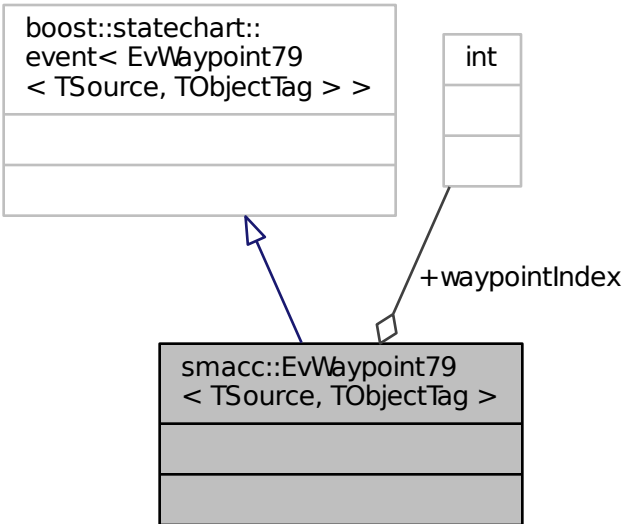 boost::statechart::
event< EvWaypoint79
< TSource, TObjectTag > >
int
+waypointIndex
smacc::EvWaypoint79
< TSource, TObjectTag >